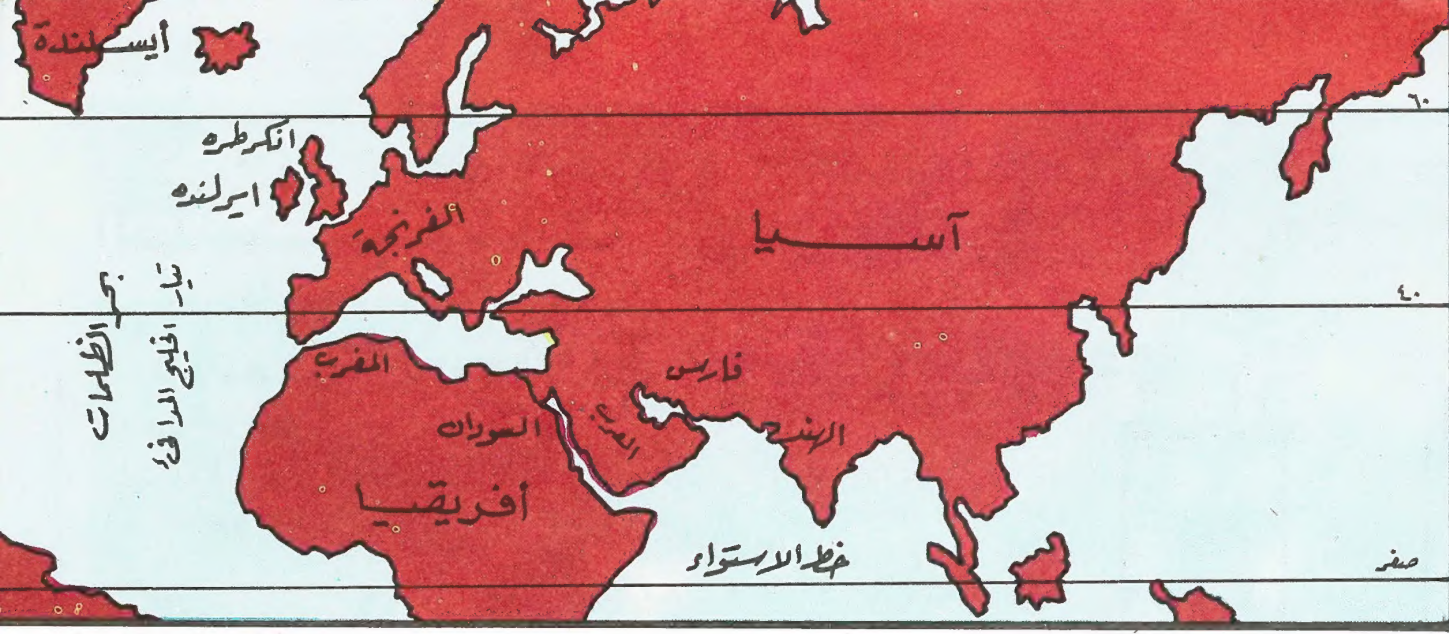 أيسلندة
٦٠
انكرطره
ايرلنده
الفرنجة
آسيا
بحر الظلمات
تيار الخليج الدافئ
٤٠
المغرب
فارس
السودان
العرب
الهند
أفريقيا
خط الاستواء
صفر